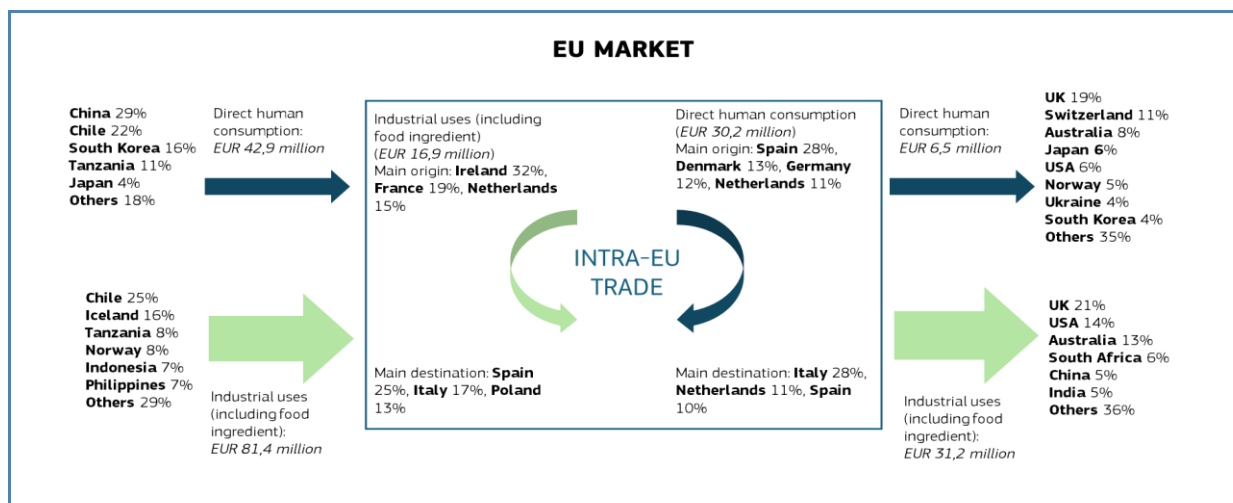 EU MARKET
China 29%
Chile 22%
South Korea 16%
Tanzania 11%
Japan 4%
Others 18%
Direct human
consumption:
EUR 42,9 million
Industrial uses (including
food ingredient)
(EUR 16,9 million)
Main origin: Ireland 32%,
France 19%, Netherlands
15%
Direct human consumption
(EUR 30,2 million)
Main origin: Spain 28%,
Denmark 13%, Germany
12%, Netherlands 11%
Direct human
consumption:
EUR 6,5 million
UK 19%
Switzerland 11%
Australia 8%
Japan 6%
USA 6%
Norway 5%
Ukraine 4%
South Korea 4%
Others 35%
INTRA-EU
TRADE
Chile 25%
Iceland 16%
Tanzania 8%
Norway 8%
Indonesia 7%
Philippines 7%
Others 29%
Industrial uses
(including food
ingredient):
EUR 81,4 million
Main destination: Spain
25%, Italy 17%, Poland
13%
Main destination: Italy 28%,
Netherlands 11%, Spain
10%
Industrial uses
(including food
ingredient):
EUR 31,2 million
UK 21%
USA 14%
Australia 13%
South Africa 6%
China 5%
India 5%
Others 36%